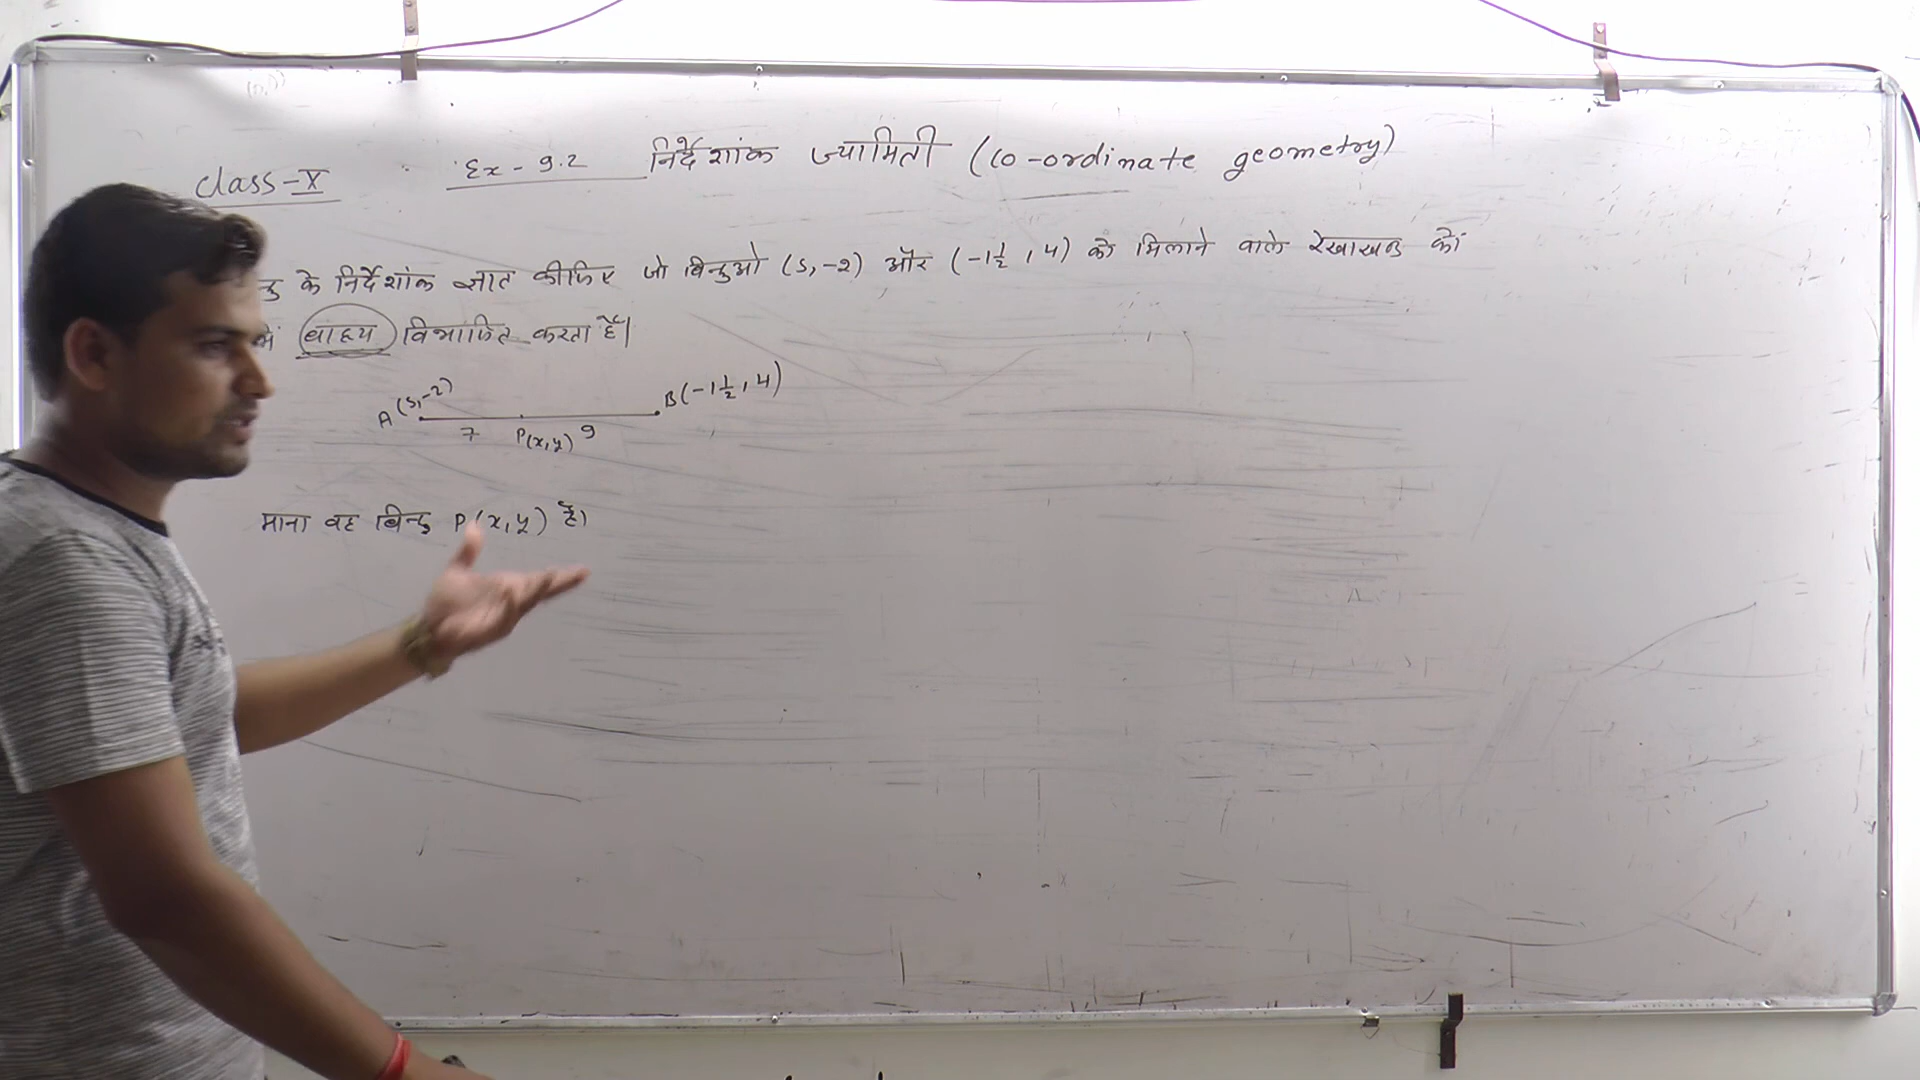 Class-X Ex-9.2 निर्देशांक ज्यामिती (Co-ordinate geometry)
के निर्देशांक ज्ञात कीजिए जो बिन्दुओ (5,-2) और (-1½, 4) को मिलाने वाले रेखाखण्ड को
में बाह्य विभाजित करता है।
A(5,-2) B(-1½, 4)
7 P(x,y) 9
माना वह बिन्दु P(x,y) है।